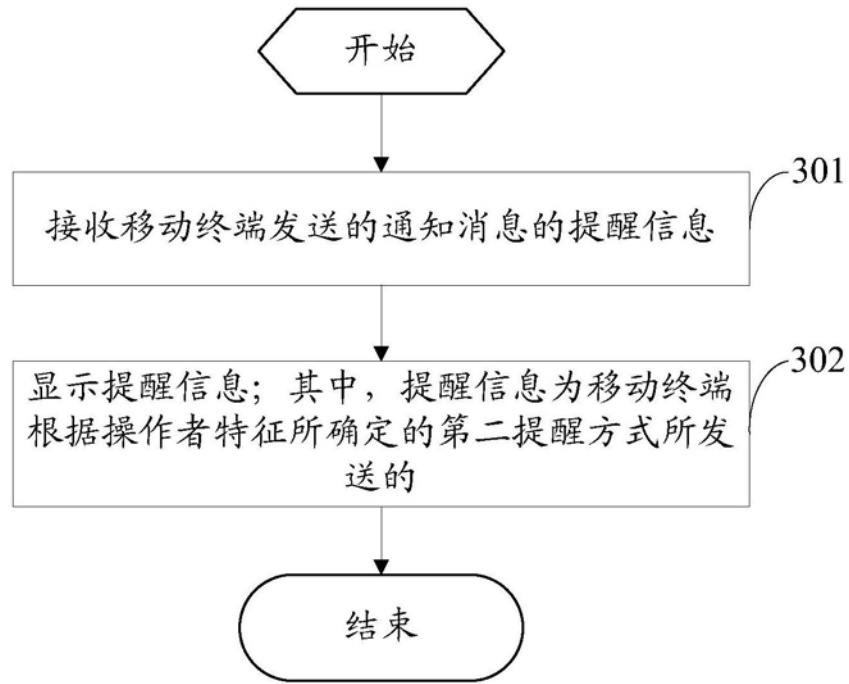 开始
301
接收移动终端发送的通知消息的提醒信息
302
显示提醒信息；其中，提醒信息为移动终端
根据操作者特征所确定的第二提醒方式所发
送的
结束